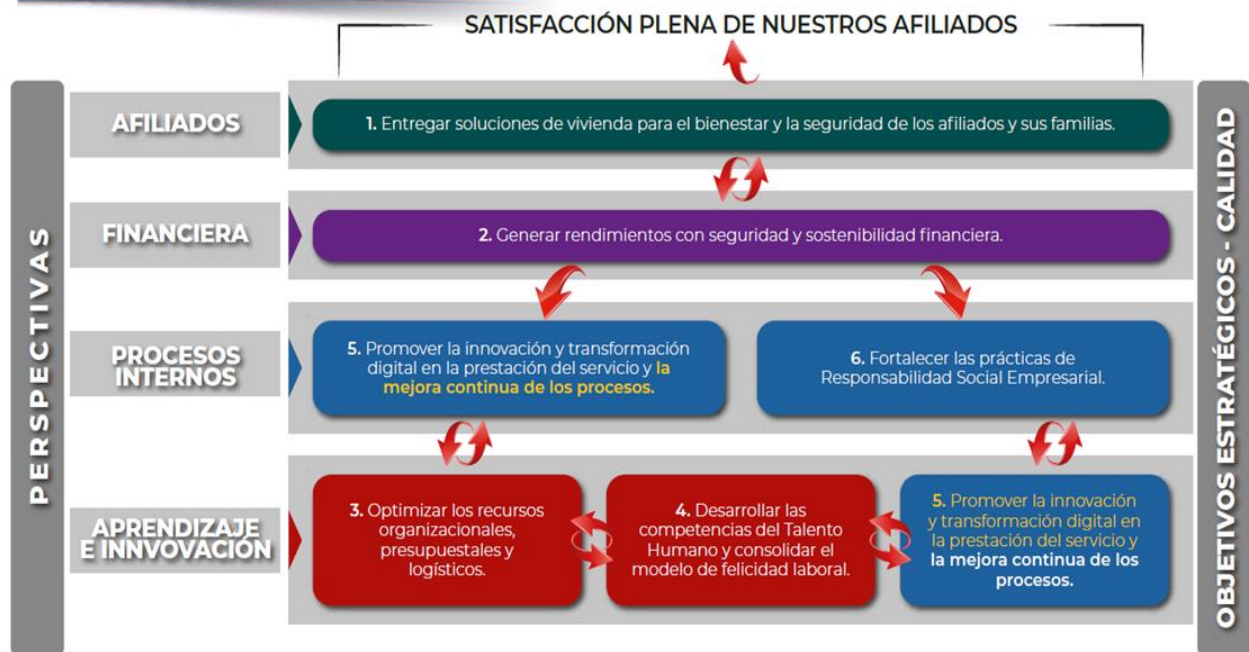 SATISFACCIÓN PLENA DE NUESTROS AFILIADOS
PERSPECTIVAS
AFILIADOS
1. Entregar soluciones de vivienda para el bienestar y la seguridad de los afiliados y sus familias.
FINANCIERA
2. Generar rendimientos con seguridad y sostenibilidad financiera.
PROCESOS
INTERNOS
5. Promover la innovación y transformación
digital en la prestación del servicio y la
mejora continua de los procesos.
6. Fortalecer las prácticas de
Responsabilidad Social Empresarial.
APRENDIZAJE
E INNVOVACIÓN
3. Optimizar los recursos
organizacionales,
presupuestales y
logísticos.
4. Desarrollar las
competencias del Talento
Humano y consolidar el
modelo de felicidad laboral.
5. Promover la innovación
y transformación digital en
la prestación del servicio y
la mejora continua de los
procesos.
OBJETIVOS ESTRATÉGICOS - CALIDAD